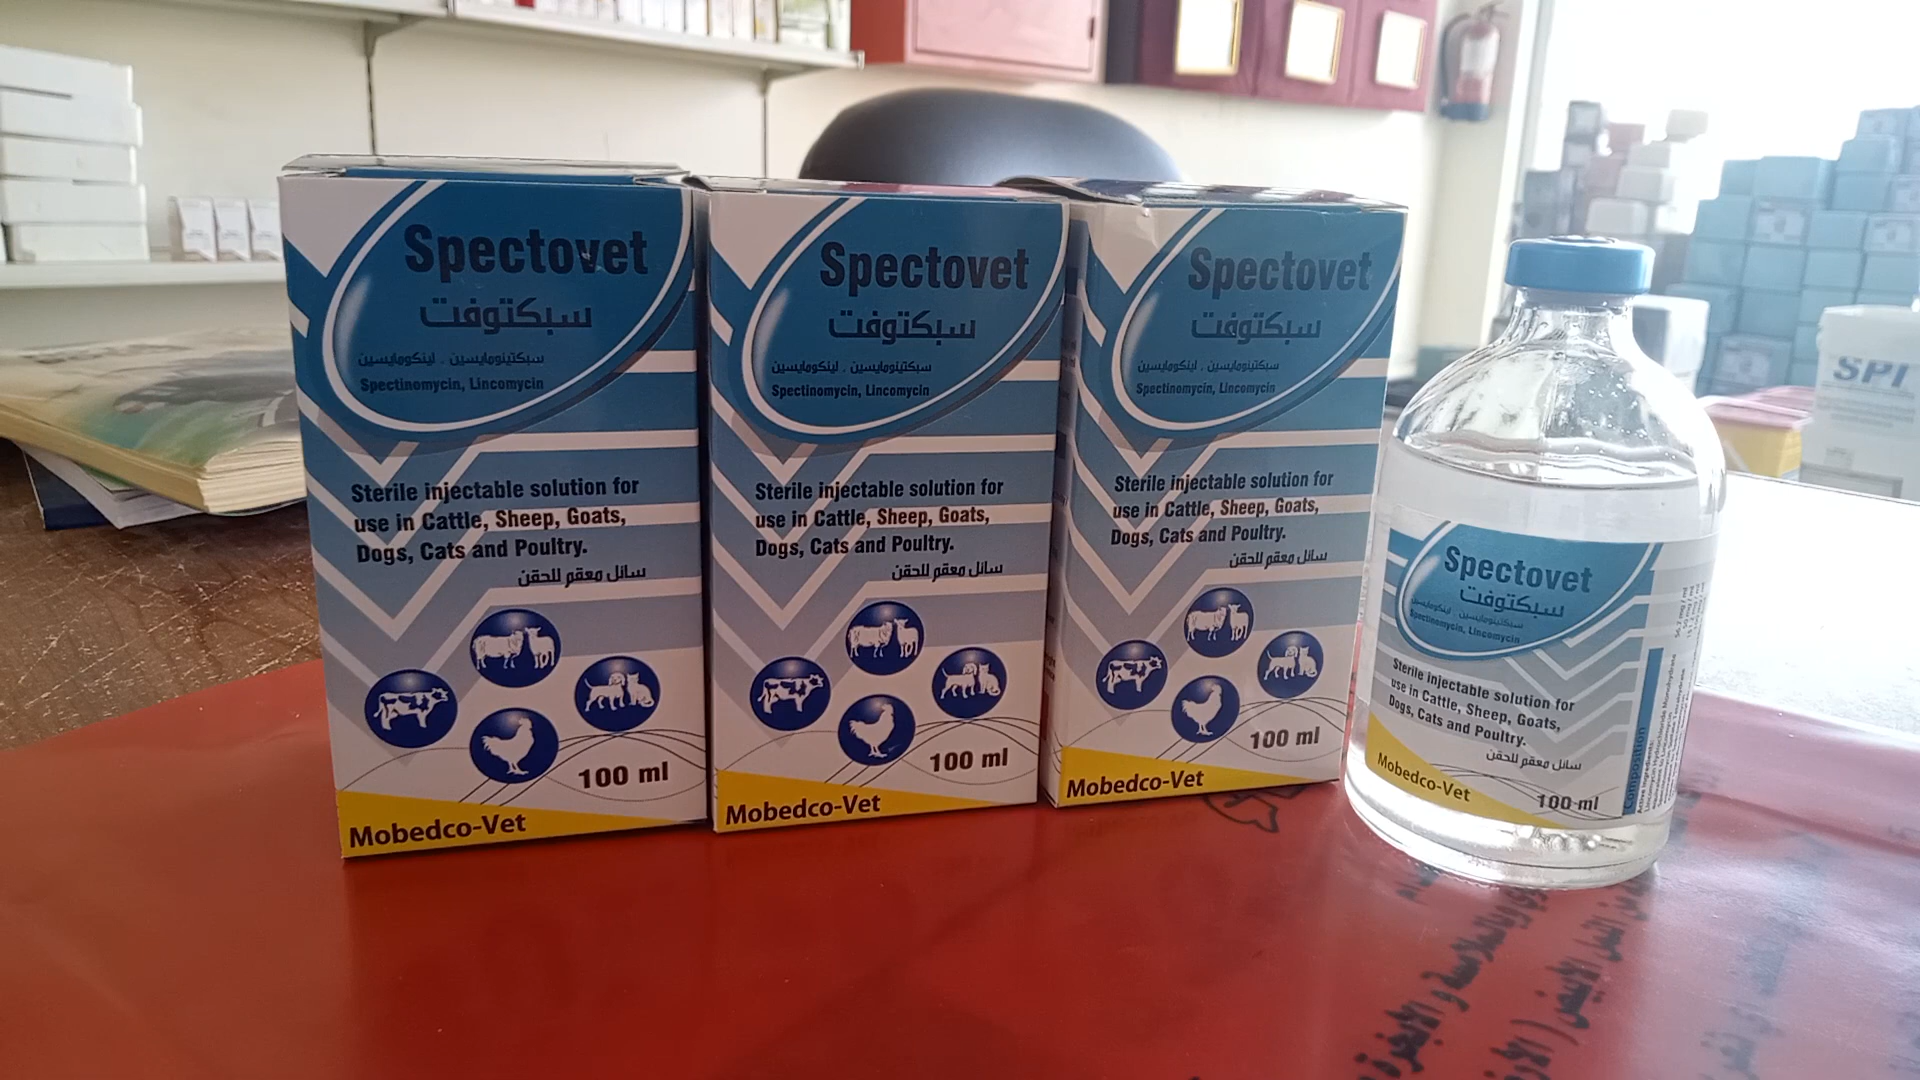 Spectovet
سبكتوفت
سبكتينومايسين . لينكومايسين
Spectinomycin, Lincomycin
Sterile injectable solution for
use in Cattle, Sheep, Goats,
Dogs, Cats and Poultry.
سائل معقم للحقن
100 ml
Mobedco-Vet
Spectovet
سبكتوفت
سبكتينومايسين . لينكومايسين
Spectinomycin, Lincomycin
Sterile injectable solution for
use in Cattle, Sheep, Goats,
Dogs, Cats and Poultry.
سائل معقم للحقن
100 ml
Mobedco-Vet
Spectovet
سبكتوفت
سبكتينومايسين . لينكومايسين
Spectinomycin, Lincomycin
Sterile injectable solution for
use in Cattle, Sheep, Goats,
Dogs, Cats and Poultry.
سائل معقم للحقن
100 ml
Mobedco-Vet
Spectovet
سبكتوفت
سبكتينومايسين . لينكومايسين
Spectinomycin, Lincomycin
Sterile injectable solution for
use in Cattle, Sheep, Goats,
Dogs, Cats and Poultry.
سائل معقم للحقن
Mobedco-Vet
100 ml
Composition
Active Ingredients:
SPI